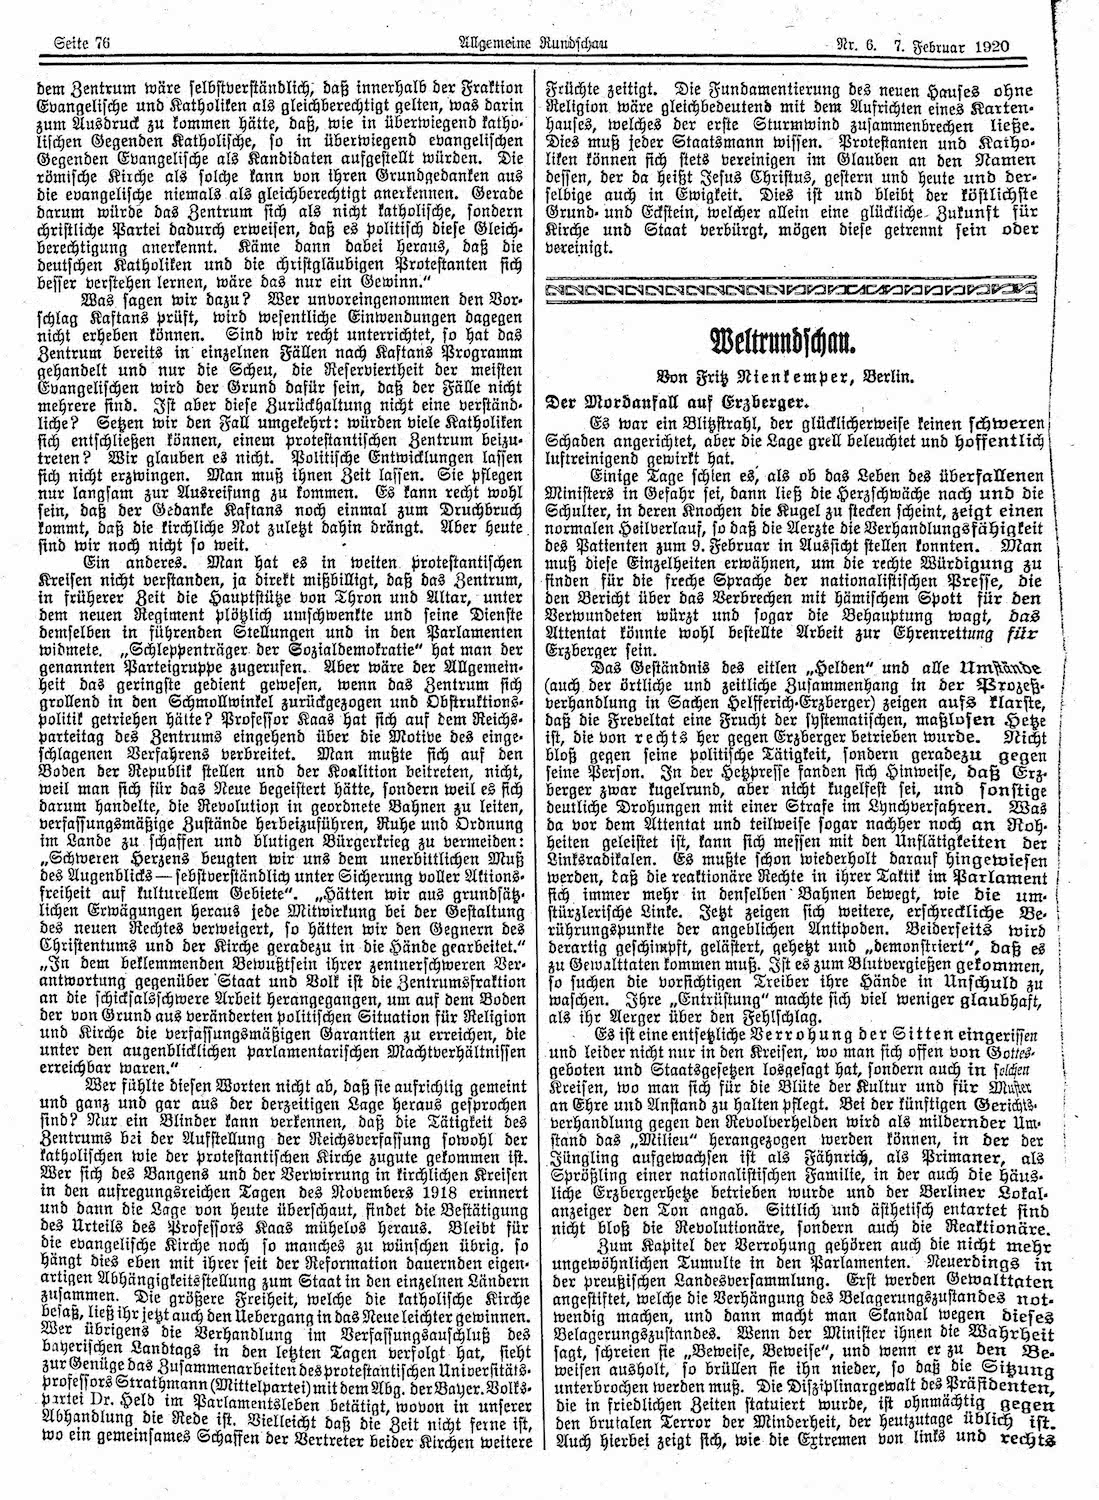 Seite 76
Allgemeine Rundschau
Nr. 6. 7. Februar 1920
dem Zentrum wäre selbstverständlich, daß innerhalb der Fraktion
Evangelische und Katholiken als gleichberechtigt gelten, was darin
zum Ausdruck zu kommen hätte, daß, wie in überwiegend katho-
lischen Gegenden Katholische, so in überwiegend evangelischen
Gegenden Evangelische als Kandidaten aufgestellt würden. Die
römische Kirche als solche kann von ihren Grundgedanken aus
die evangelische niemals als gleichberechtigt anerkennen. Gerade
darum würde das Zentrum sich als nicht katholische, sondern
christliche Partei dadurch erweisen, daß es politisch diese Gleich-
berechtigung anerkennt. Käme dann dabei heraus, daß die
deutschen Katholiken und die christgläubigen Protestanten sich
besser verstehen lernen, wäre das nur ein Gewinn.“
Was sagen wir dazu? Wer unvoreingenommen den Vor-
schlag Kaftans prüft, wird wesentliche Einwendungen dagegen
nicht erheben können. Sind wir recht unterrichtet, so hat das
Zentrum bereits in einzelnen Fällen nach Kaftans Programm
gehandelt und nur die Scheu, die Reserviertheit der meisten
Evangelischen wird der Grund dafür sein, daß der Fälle nicht
mehrere sind. Ist aber diese Zurückhaltung nicht eine verständ-
liche? Setzen wir den Fall umgekehrt: würden viele Katholiken
sich entschließen können, einem protestantischen Zentrum beizu-
treten? Wir glauben es nicht. Politische Entwicklungen lassen
sich nicht erzwingen. Man muß ihnen Zeit lassen. Sie pflegen
nur langsam zur Ausreifung zu kommen. Es kann recht wohl
sein, daß der Gedanke Kaftans noch einmal zum Durchbruch
kommt, daß die kirchliche Not zuletzt dahin drängt. Aber heute
sind wir noch nicht so weit.
Ein anderes. Man hat es in weiten protestantischen
Kreisen nicht verstanden, ja direkt mißbilligt, daß das Zentrum,
in früherer Zeit die Hauptstütze von Thron und Altar, unter
dem neuen Regiment plötzlich umschwenkte und seine Dienste
demselben in führenden Stellungen und in den Parlamenten
widmete. „Schleppenträger der Sozialdemokratie“ hat man der
genannten Parteigruppe zugerufen. Aber wäre der Allgemein-
heit das geringste gedient gewesen, wenn das Zentrum sich
grollend in den Schmollwinkel zurückgezogen und Obstruktions-
politik getrieben hätte? Professor Kaas hat sich auf dem Reichs-
parteitag des Zentrums eingehend über die Motive des einge-
schlagenen Verfahrens verbreitet. Man mußte sich auf den
Boden der Republik stellen und der Koalition beitreten, nicht,
weil man sich für das Neue begeistert hätte, sondern weil es sich
darum handelte, die Revolution in geordnete Bahnen zu leiten,
verfassungsmäßige Zustände herbeizuführen, Ruhe und Ordnung
im Lande zu schaffen und blutigen Bürgerkrieg zu vermeiden:
„Schweren Herzens beugten wir uns dem unerbittlichen Muß
des Augenblicks — selbstverständlich unter Sicherung voller Aktions-
freiheit auf kulturellem Gebiete“. „Hätten wir aus grundsätz-
lichen Erwägungen heraus jede Mitwirkung bei der Gestaltung
des neuen Rechtes verweigert, so hätten wir den Gegnern des
Christentums und der Kirche geradezu in die Hände gearbeitet.“
„In dem beklemmenden Bewußtsein ihrer zentnerschweren Ver-
antwortung gegenüber Staat und Volk ist die Zentrumsfraktion
an die schicksalsschwere Arbeit herangegangen, um auf dem Boden
der von Grund aus veränderten politischen Situation für Religion
und Kirche die verfassungsmäßigen Garantien zu erreichen, die
unter den augenblicklichen parlamentarischen Machtverhältnissen
erreichbar waren.“
Wer fühlte diesen Worten nicht ab, daß sie aufrichtig gemeint
und ganz und gar aus der derzeitigen Lage heraus gesprochen
sind? Nur ein Blinder kann verkennen, daß die Tätigkeit des
Zentrums bei der Aufstellung der Reichsverfassung sowohl der
katholischen wie der protestantischen Kirche zugute gekommen ist.
Wer sich des Bangens und der Verwirrung in kirchlichen Kreisen
in den aufregungsreichen Tagen des Novembers 1918 erinnert
und dann die Lage von heute überschaut, findet die Bestätigung
des Urteils des Professors Kaas mühelos heraus. Bleibt für
die evangelische Kirche noch so manches zu wünschen übrig, so
hängt dies eben mit ihrer seit der Reformation dauernden eigen-
artigen Abhängigkeitsstellung zum Staat in den einzelnen Ländern
zusammen. Die größere Freiheit, welche die katholische Kirche
besaß, ließ ihr jetzt auch den Uebergang in das Neue leichter gewinnen.
Wer übrigens die Verhandlung im Verfassungsauschluß des
bayerischen Landtags in den letzten Tagen verfolgt hat, sieht
zur Genüge das Zusammenarbeiten des protestantischen Universitäts-
professors Strathmann (Mittelpartei) mit dem Abg. der Bayer. Volks-
partei Dr. Held im Parlamentsleben betätigt, wovon in unserer
Abhandlung die Rede ist. Vielleicht daß die Zeit nicht ferne ist,
wo ein gemeinsames Schaffen der Vertreter beider Kirchen weitere
Früchte zeitigt. Die Fundamentierung des neuen Hauses ohne
Religion wäre gleichbedeutend mit dem Aufrichten eines Karten-
hauses, welches der erste Sturmwind zusammenbrechen ließe.
Dies muß jeder Staatsmann wissen. Protestanten und Katho-
liken können sich stets vereinigen im Glauben an den Namen
dessen, der da heißt Jesus Christus, gestern und heute und der-
selbige auch in Ewigkeit. Dies ist und bleibt der köstlichste
Grund- und Eckstein, welcher allein eine glückliche Zukunft für
Kirche und Staat verbürgt, mögen diese getrennt sein oder
vereinigt.
Weltrundschau.
Von Fritz Nienkemper, Berlin.
Der Mordanfall auf Erzberger.
Es war ein Blitzstrahl, der glücklicherweise keinen schweren
Schaden angerichtet, aber die Lage grell beleuchtet und hoffentlich
luftreinigend gewirkt hat.
Einige Tage schien es, als ob das Leben des überfallenen
Ministers in Gefahr sei, dann ließ die Herzschwäche nach und die
Schulter, in deren Knochen die Kugel zu stecken scheint, zeigt einen
normalen Heilverlauf, so daß die Aerzte die Verhandlungsfähigkeit
des Patienten zum 9. Februar in Aussicht stellen konnten. Man
muß diese Einzelheiten erwähnen, um die rechte Würdigung zu
finden für die freche Sprache der nationalistischen Presse, die
den Bericht über das Verbrechen mit hämischem Spott für den
Verwundeten würzt und sogar die Behauptung wagt, das
Attentat könnte wohl bestellte Arbeit zur Ehrenrettung für
Erzberger sein.
Das Geständnis des eitlen „Helden“ und alle Umstände
(auch der örtliche und zeitliche Zusammenhang in der Prozeß-
verhandlung in Sachen Helfferich-Erzberger) zeigen aufs klarste,
daß die Freveltat eine Frucht der systematischen, maßlosen Hetze
ist, die von rechts her gegen Erzberger betrieben wurde. Nicht
bloß gegen seine politische Tätigkeit, sondern geradezu gegen
seine Person. In der Hetzpresse fanden sich Hinweise, daß Erz-
berger zwar kugelrund, aber nicht kugelfest sei, und sonstige
deutliche Drohungen mit einer Strafe im Lynchverfahren. Was
da vor dem Attentat und teilweise sogar nachher noch an Roh-
heiten geleistet ist, kann sich messen mit den Unflätigkeiten der
Linksradikalen. Es mußte schon wiederholt darauf hingewiesen
werden, daß die reaktionäre Rechte in ihrer Taktik im Parlament
sich immer mehr in denselben Bahnen bewegt, wie die um-
stürzlerische Linke. Jetzt zeigen sich weitere, erschreckliche Be-
rührungspunkte der angeblichen Antipoden. Beiderseits wird
derartig geschimpft, gelästert, gehetzt und „demonstriert“, daß es
zu Gewalttaten kommen muß. Ist es zum Blutvergießen gekommen,
so suchen die vorsichtigen Treiber ihre Hände in Unschuld zu
waschen. Ihre „Entrüstung“ machte sich viel weniger glaubhaft,
als ihr Aerger über den Fehlschlag.
Es ist eine entsetzliche Verrohung der Sitten eingerissen
und leider nicht nur in den Kreisen, wo man sich offen von Gottes-
geboten und Staatsgesetzen losgesagt hat, sondern auch in solchen
Kreisen, wo man sich für die Blüte der Kultur und für Muster
an Ehre und Anstand zu halten pflegt. Bei der künftigen Gerichts-
verhandlung gegen den Revolverhelden wird als mildernder Um-
stand das „Milieu“ herangezogen werden können, in der der
Jüngling aufgewachsen ist als Fähnrich, als Primaner, als
Sprößling einer nationalistischen Familie, in der auch die häus-
liche Erzbergerhetze betrieben wurde und der Berliner Lokal-
anzeiger den Ton angab. Sittlich und ästhetisch entartet sind
nicht bloß die Revolutionäre, sondern auch die Reaktionäre.
Zum Kapitel der Verrohung gehören auch die nicht mehr
ungewöhnlichen Tumulte in den Parlamenten. Neuerdings in
der preußischen Landesversammlung. Erst werden Gewalttaten
angestiftet, welche die Verhängung des Belagerungszustandes not-
wendig machen, und dann macht man Skandal wegen dieses
Belagerungszustandes. Wenn der Minister ihnen die Wahrheit
sagt, schreien sie „Beweise, Beweise“, und wenn er zu den Be-
weisen ausholt, so brüllen sie ihn nieder, so daß die Sitzung
unterbrochen werden muß. Die Disziplinargewalt des Präsidenten,
die in friedlichen Zeiten statuiert wurde, ist ohnmächtig gegen
den brutalen Terror der Minderheit, der heutzutage üblich ist.
Auch hierbei zeigt sich, wie die Extremen von links und rechts